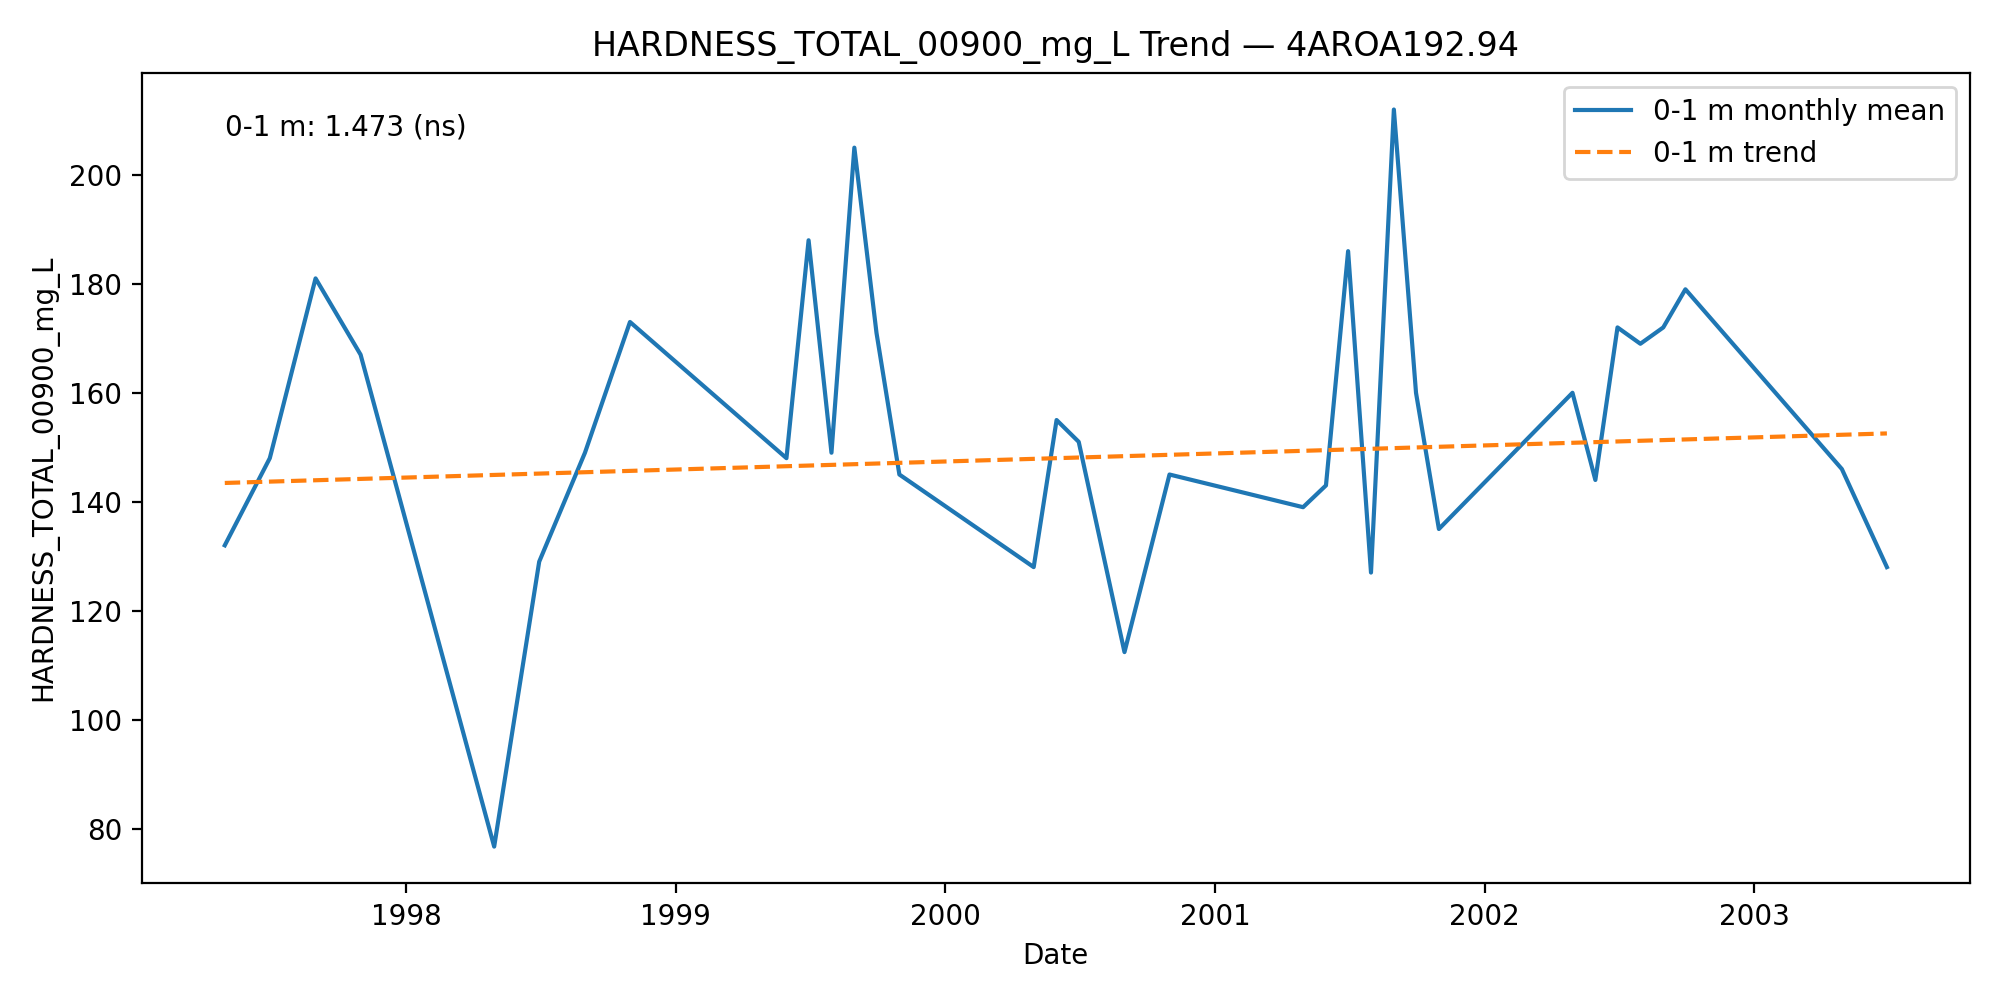 HARDNESS_TOTAL_00900_mg_L Trend — 4AROA192.94
0-1 m: 1.473 (ns)
0-1 m monthly mean
0-1 m trend
HARDNESS_TOTAL_00900_mg_L
200
180
160
140
120
100
80
1998
1999
2000
2001
2002
2003
Date